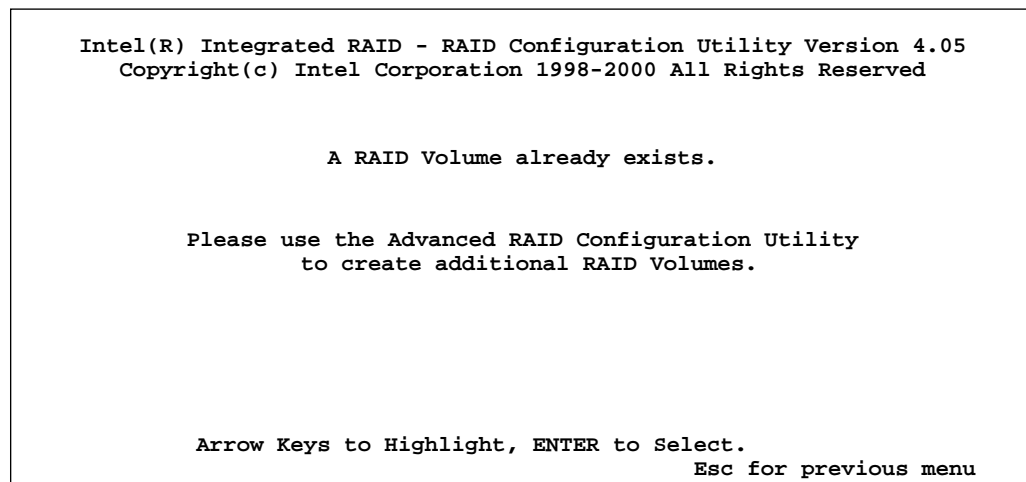 Intel(R) Integrated RAID - RAID Configuration Utility Version 4.05
Copyright(c) Intel Corporation 1998-2000 All Rights Reserved
A RAID Volume already exists.
Please use the Advanced RAID Configuration Utility
to create additional RAID Volumes.
Arrow Keys to Highlight, ENTER to Select.
Esc for previous menu